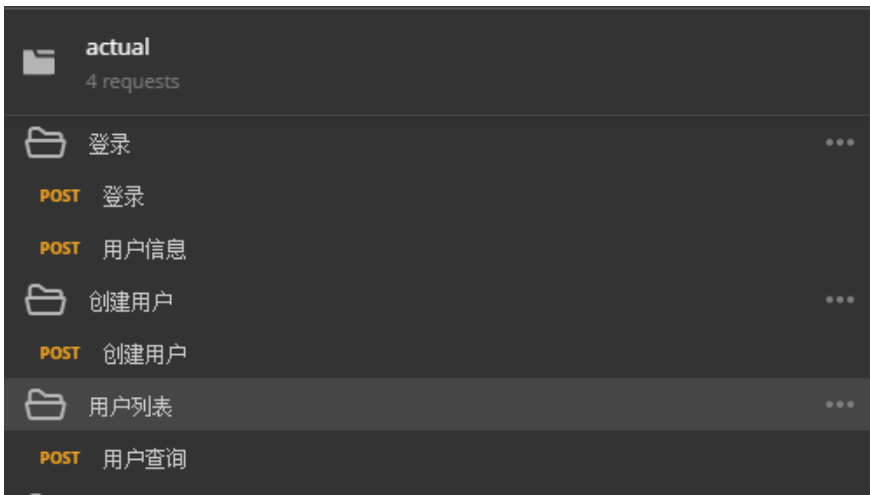 actual
4 requests
登录
POST 登录
POST 用户信息
创建用户
POST 创建用户
用户列表
POST 用户查询